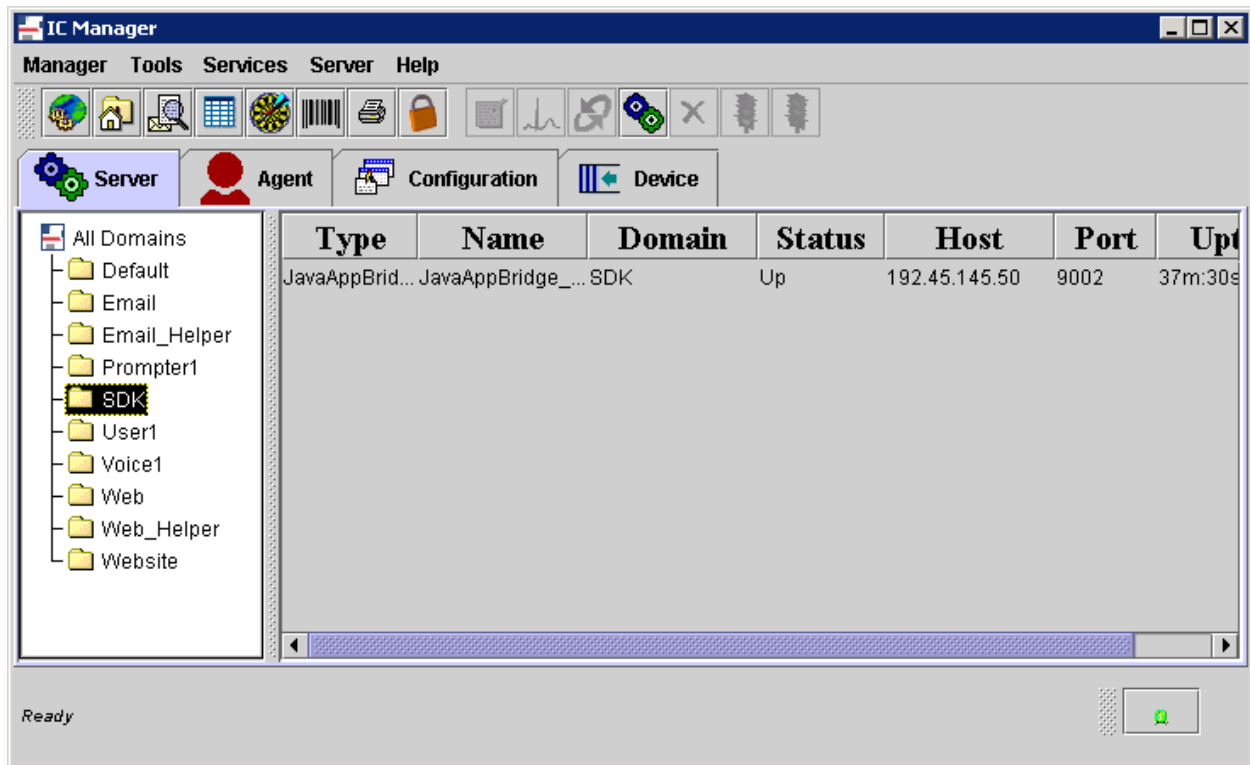 IC Manager
Manager Tools Services Server Help
Server Agent Configuration Device
All Domains
Default
Email
Email_Helper
Prompter1
SDK
User1
Voice1
Web
Web_Helper
Website
Type Name Domain Status Host Port Upt
JavaAppBrid... JavaAppBridge_... SDK Up 192.45.145.50 9002 37m:30s
Ready